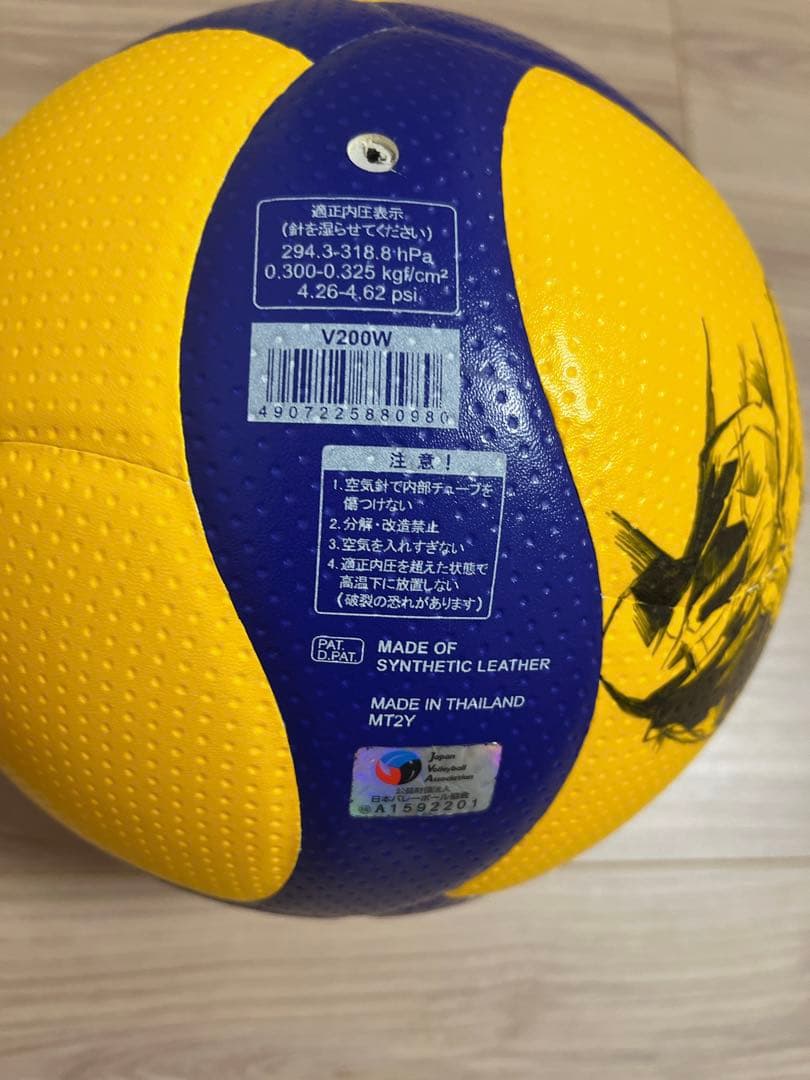 適正内圧表示
(針を湿らせてください)
294.3-318.8 hPa
0.300-0.325 kgf/cm²
4.26-4.62 psi
V200W
4907225880980
注意!
1.空気針で内部チューブを
傷つけない
2.分解・改造禁止
3.空気を入れすぎない
4.適正内圧を超えた状態で
高温下に放置しない
(破裂の恐れがあります)
PAT.
D.PAT.
MADE OF
SYNTHETIC LEATHER
MADE IN THAILAND
MT2Y
Japan
Volleyball
Association
公益財団法人
日本バレーボール協会
A1592201